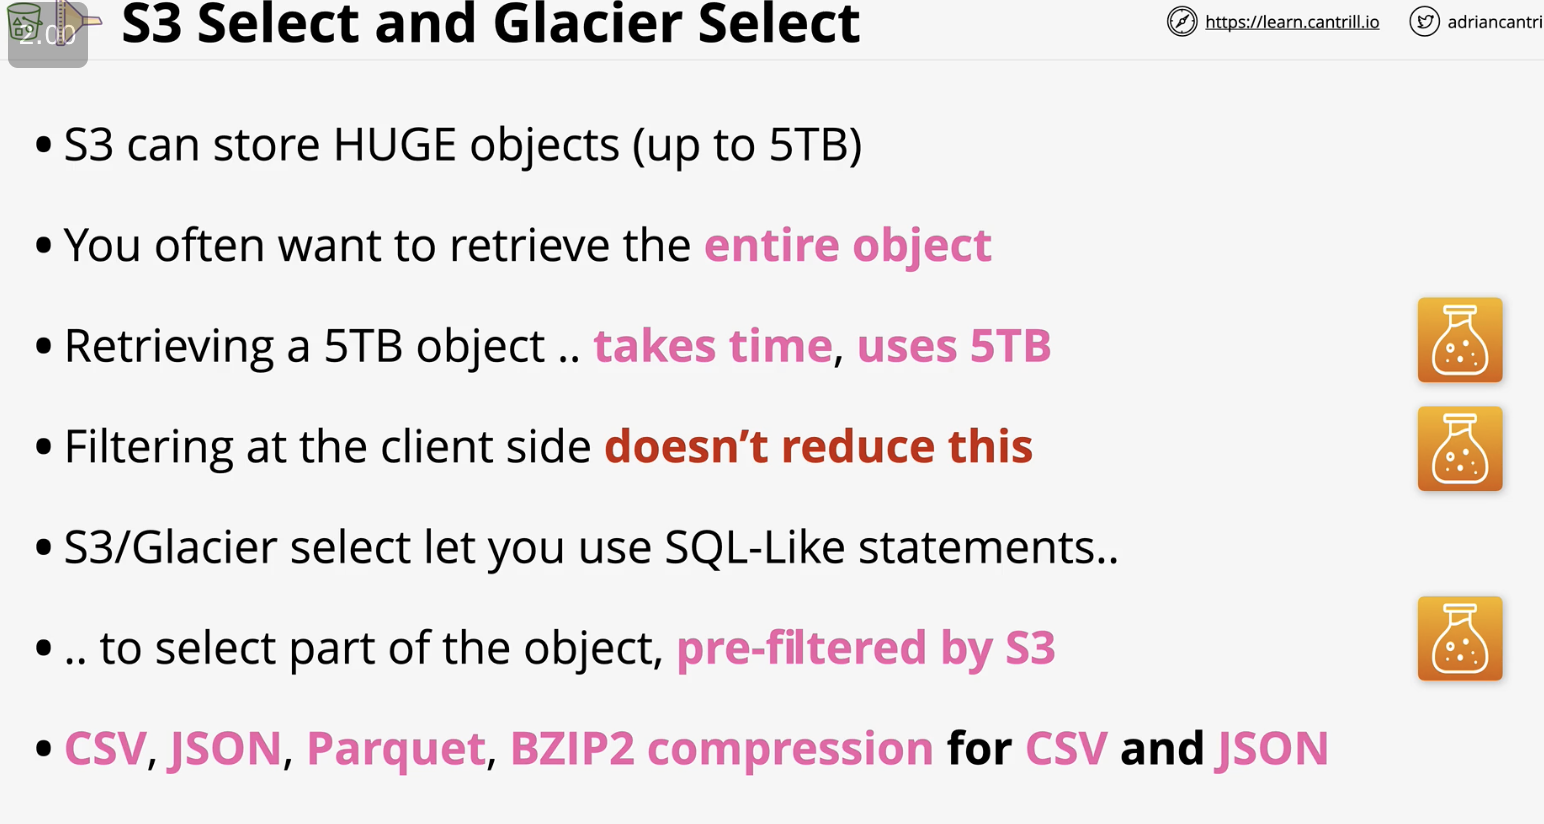 S3 Select and Glacier Select
https://learn.cantrill.io
adriancantri
2.00
• S3 can store HUGE objects (up to 5TB)
• You often want to retrieve the entire object
• Retrieving a 5TB object .. takes time, uses 5TB
• Filtering at the client side doesn’t reduce this
• S3/Glacier select let you use SQL-Like statements..
• .. to select part of the object, pre-filtered by S3
• CSV, JSON, Parquet, BZIP2 compression for CSV and JSON